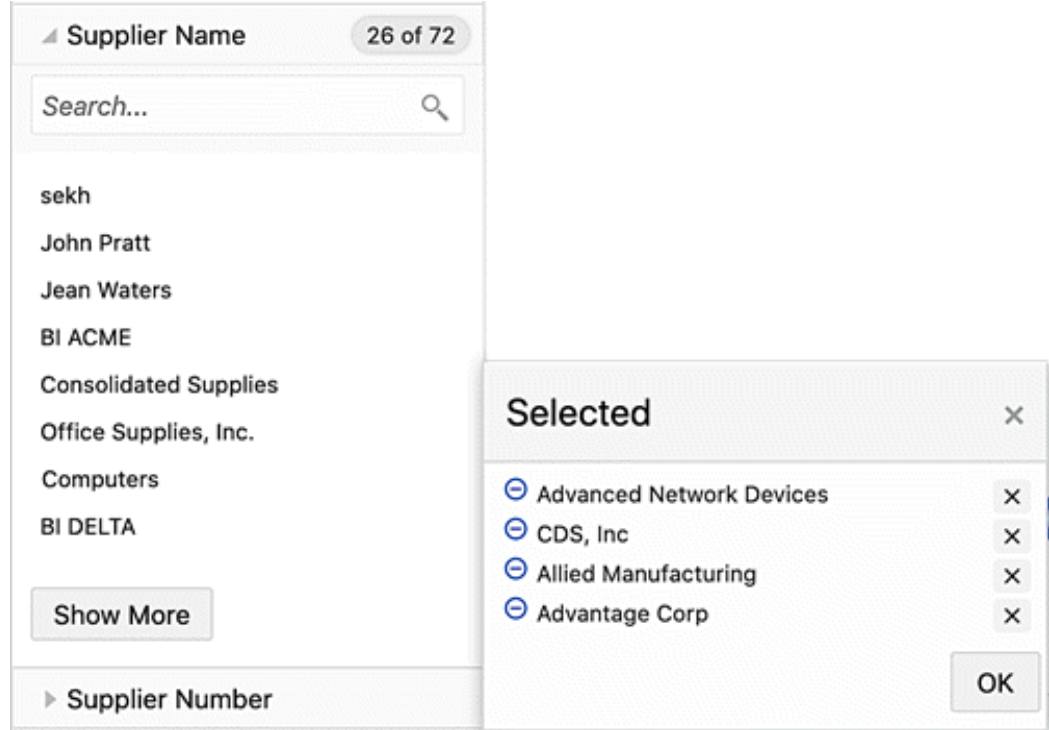 Supplier Name 26 of 72
Search...
sekh
John Pratt
Jean Waters
BI ACME
Consolidated Supplies
Office Supplies, Inc.
Computers
BI DELTA
Show More
Supplier Number
Selected
Advanced Network Devices
CDS, Inc
Allied Manufacturing
Advantage Corp
OK